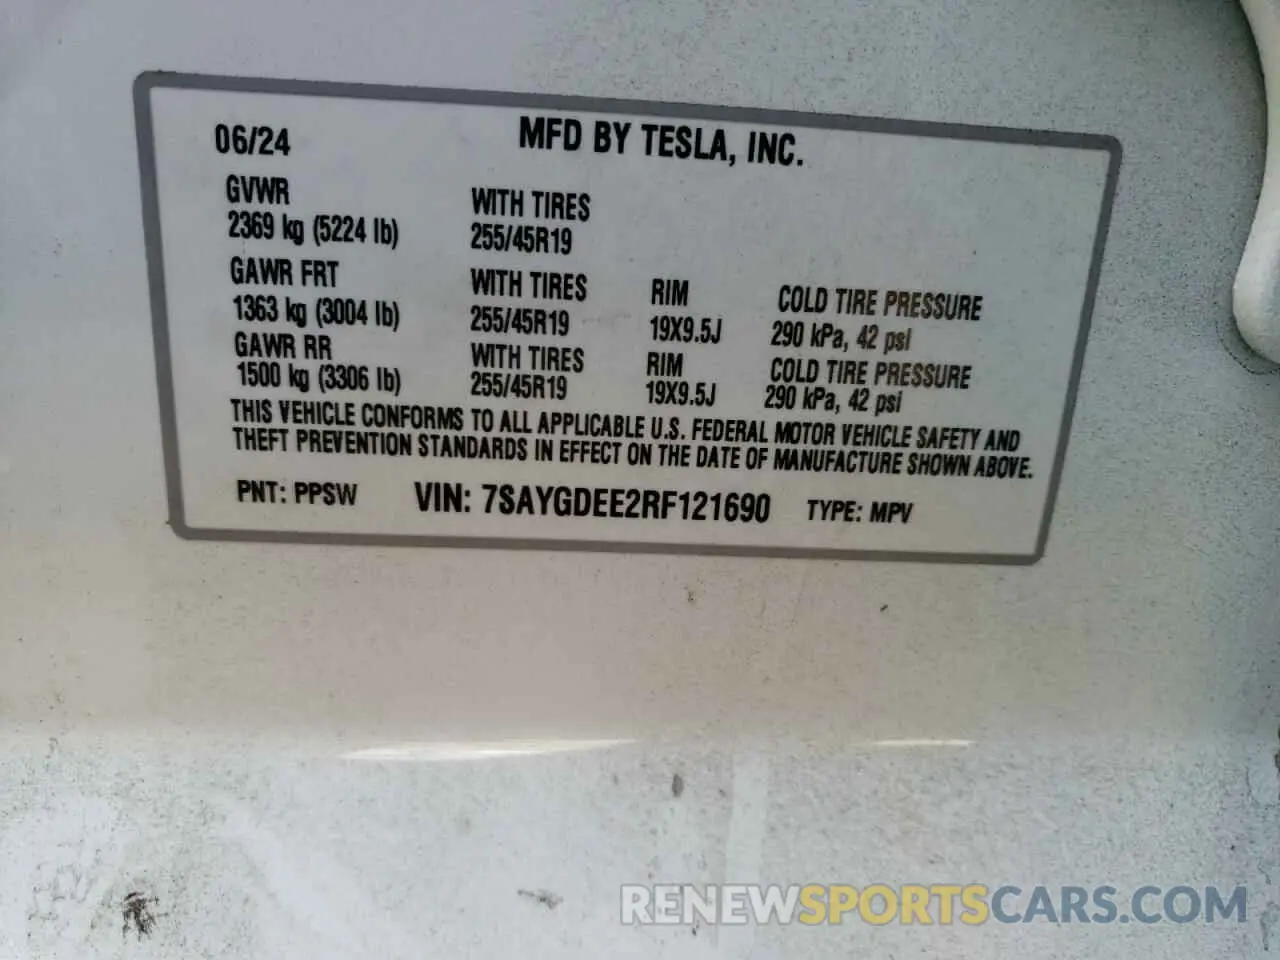 06/24 MFD BY TESLA, INC.
GVWR WITH TIRES
2369 kg (5224 lb) 255/45R19
GAWR FRT WITH TIRES RIM COLD TIRE PRESSURE
1363 kg (3004 lb) 255/45R19 19X9.5J 290 kPa, 42 psi
GAWR RR WITH TIRES RIM COLD TIRE PRESSURE
1500 kg (3306 lb) 255/45R19 19X9.5J 290 kPa, 42 psi
THIS VEHICLE CONFORMS TO ALL APPLICABLE U.S. FEDERAL MOTOR VEHICLE SAFETY AND
THEFT PREVENTION STANDARDS IN EFFECT ON THE DATE OF MANUFACTURE SHOWN ABOVE.
PNT: PPSW VIN: 7SAYGDEE2RF121690 TYPE: MPV
RENEWSPORTSCARS.COM